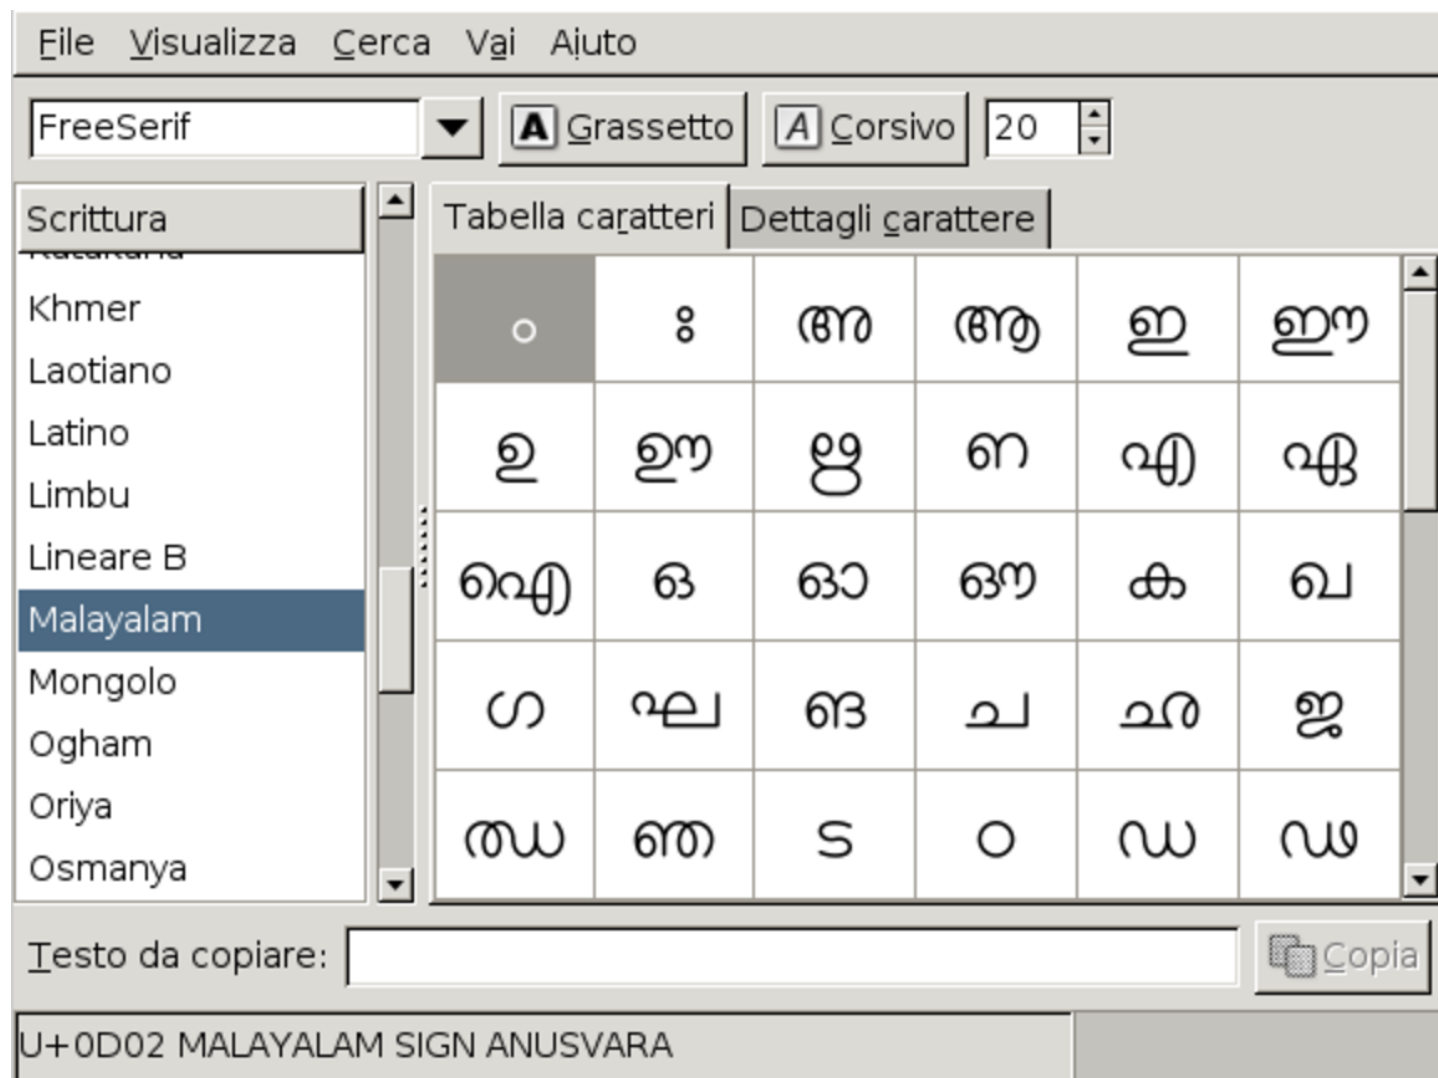 File Visualizza Cerca Vai Aiuto
FreeSerif A Grassetto A Corsivo 20
Scrittura
Katakana
Khmer
Laotiano
Latino
Limbu
Lineare B
Malayalam
Mongolo
Ogham
Oriya
Osmanya
Tabella caratteri Dettagli carattere
ം ഃ അ ആ ഇ ഈ
ഉ ഊ ഋ ഌ എ ഏ
ഐ ഒ ഓ ഔ ക ഖ
ഗ ഘ ങ ച ഛ ജ
ഝ ഞ ട ഠ ഡ ഢ
Testo da copiare: Copia
U+0D02 MALAYALAM SIGN ANUSVARA